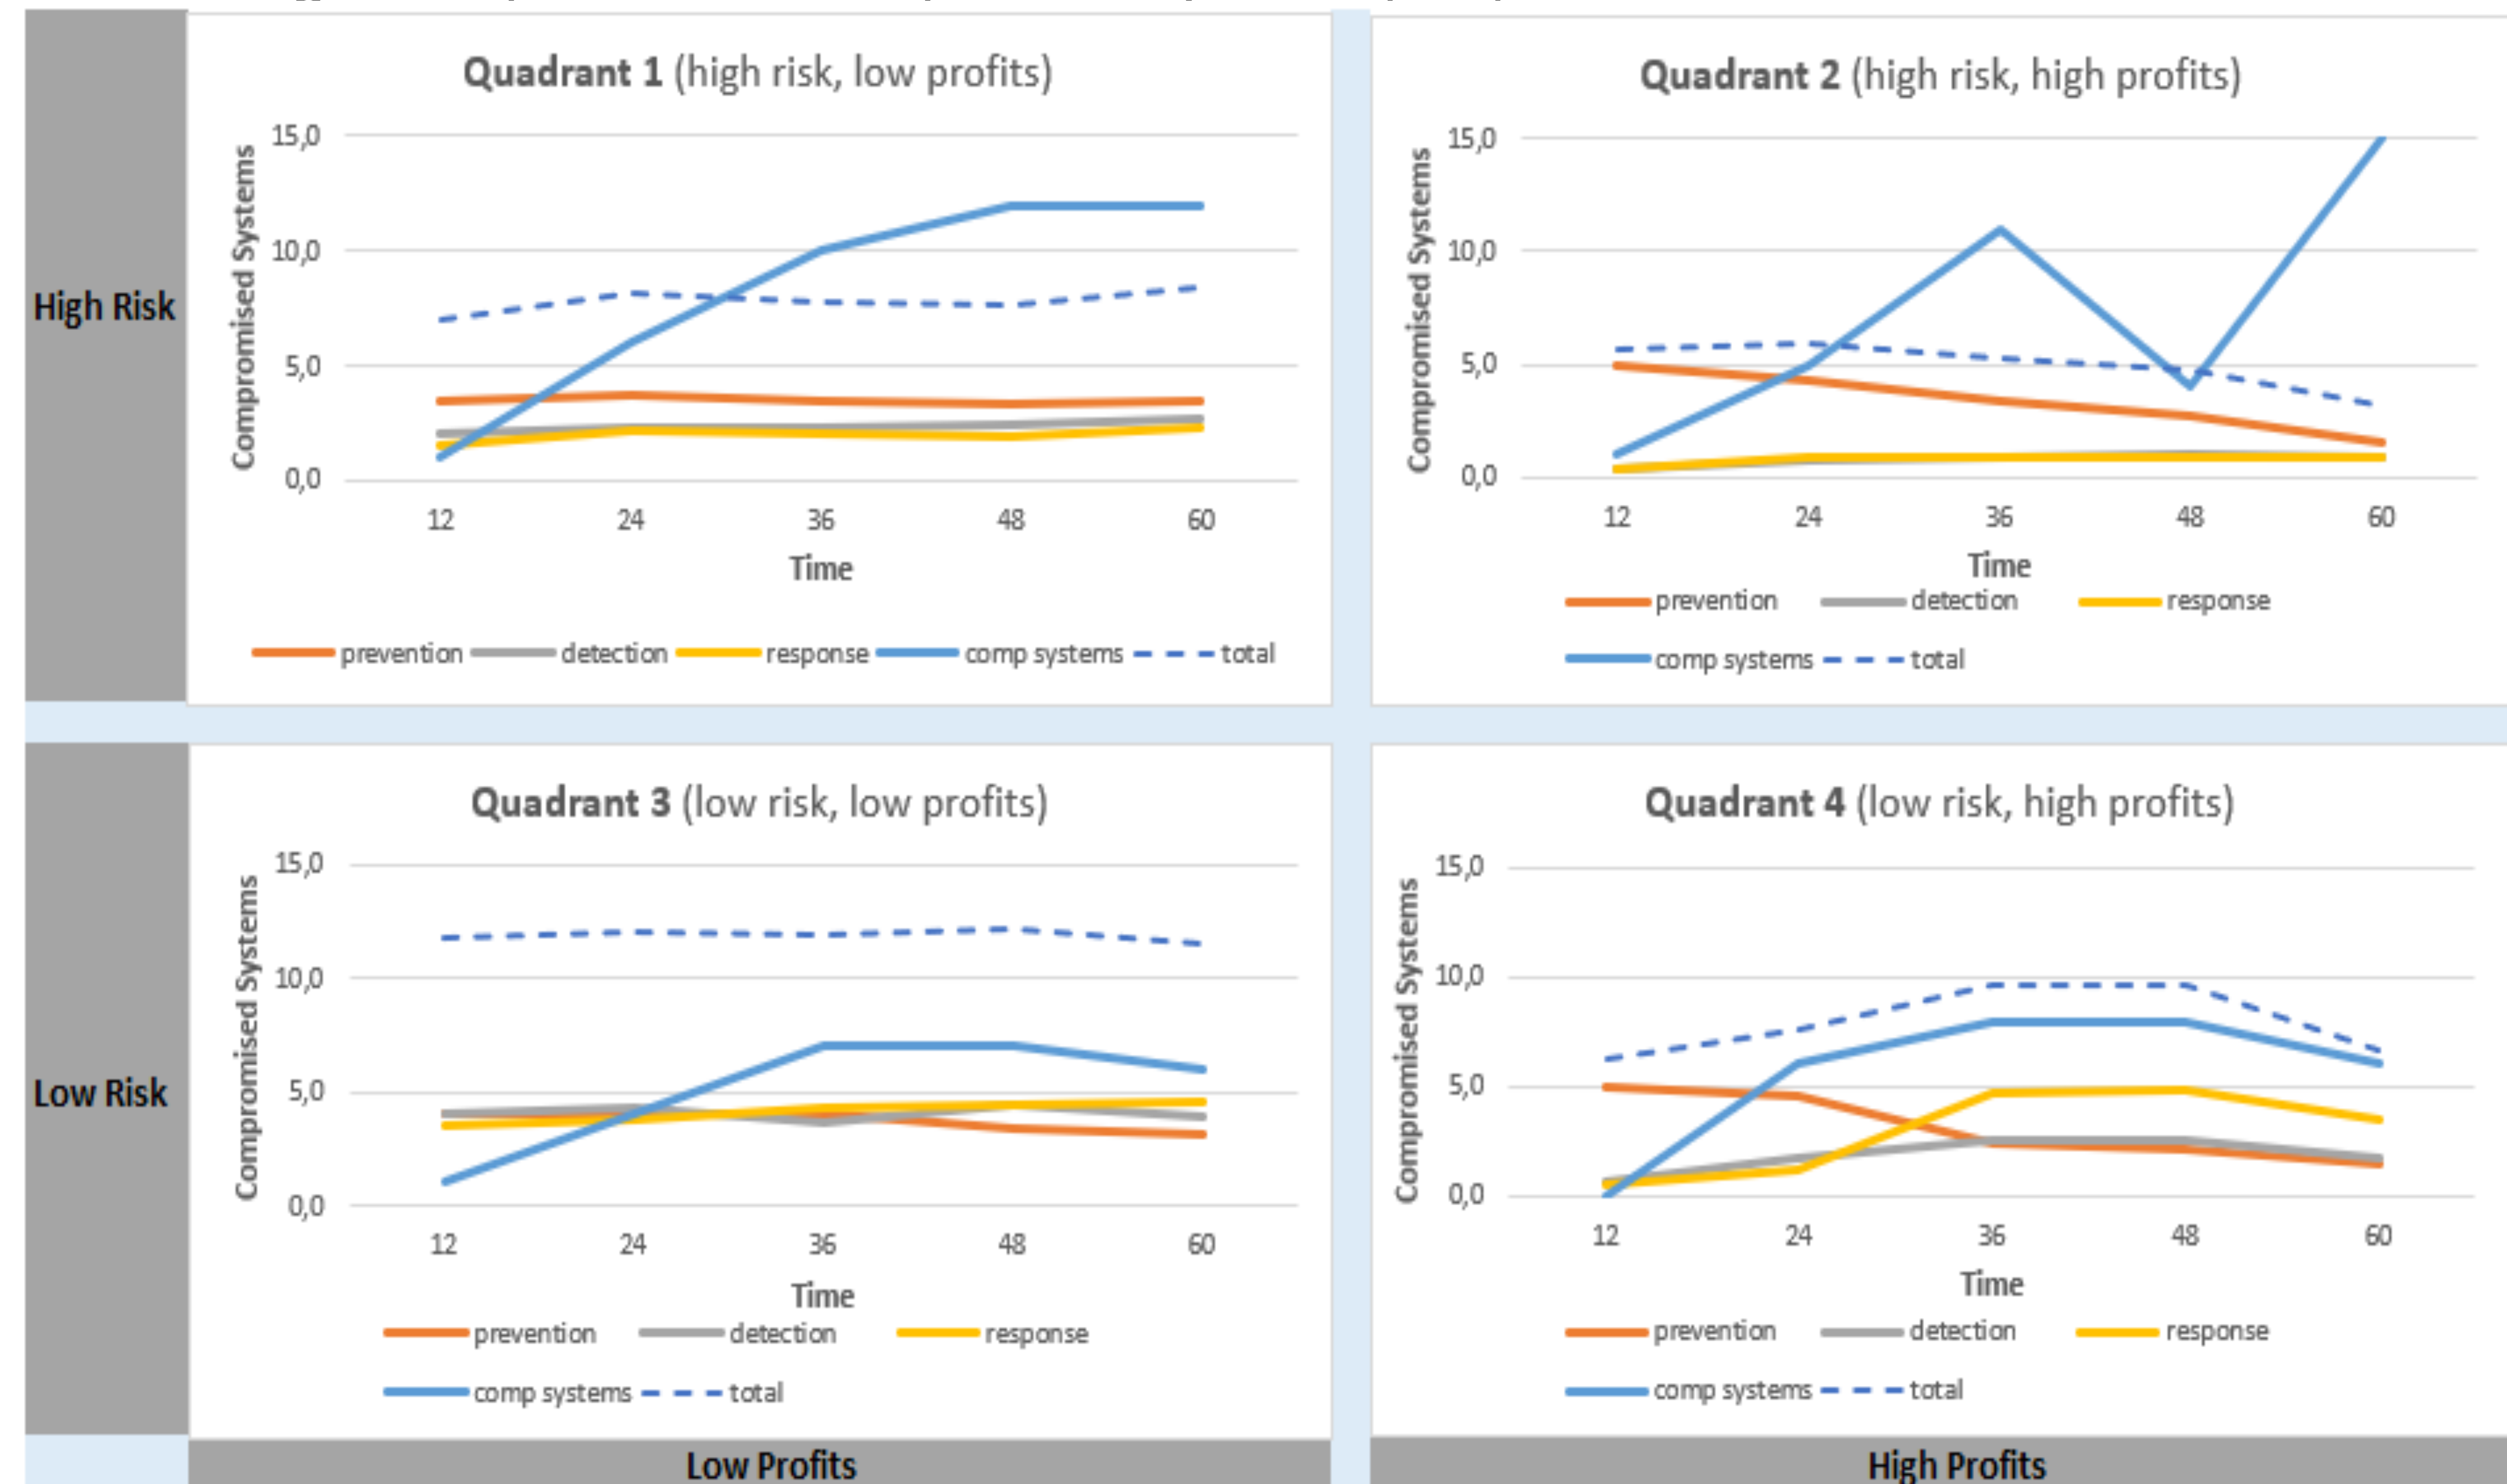 High Risk
Quadrant 1 (high risk, low profits)
Compromised Systems
15,0
10,0
5,0
0,0
12 24 36 48 60
Time
prevention detection response comp systems total
Quadrant 2 (high risk, high profits)
Compromised Systems
15,0
10,0
5,0
0,0
12 24 36 48 60
Time
prevention detection response
comp systems total
Low Risk
Quadrant 3 (low risk, low profits)
Compromised Systems
15,0
10,0
5,0
0,0
12 24 36 48 60
Time
prevention detection response
comp systems total
Quadrant 4 (low risk, high profits)
Compromised Systems
15,0
10,0
5,0
0,0
12 24 36 48 60
Time
prevention detection response
comp systems total
Low Profits
High Profits